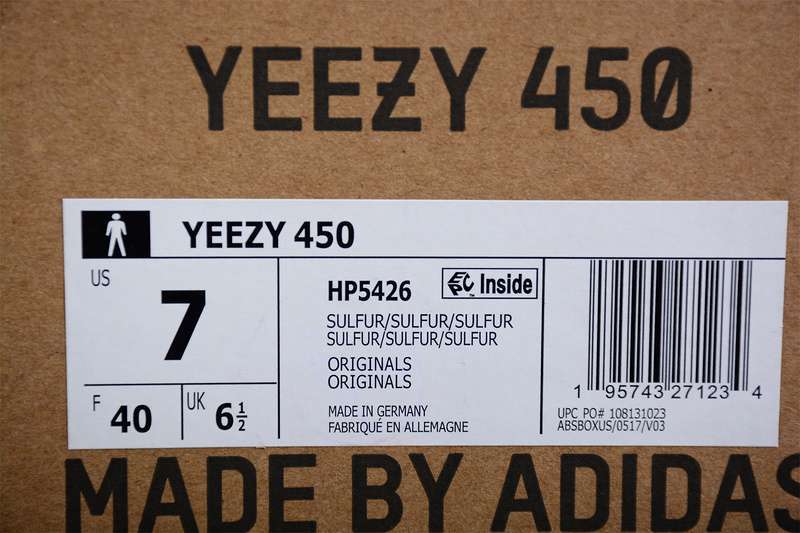 YEEZY 450
YEEZY 450
US
7
F
40
UK
6½
HP5426
EPC™ Inside
SULFUR/SULFUR/SULFUR
SULFUR/SULFUR/SULFUR
ORIGINALS
ORIGINALS
MADE IN GERMANY
FABRIQUÉ EN ALLEMAGNE
1 95743 27123 4
UPC PO# 108131023
ABSBOXUS/0517/V03
MADE BY ADIDAS